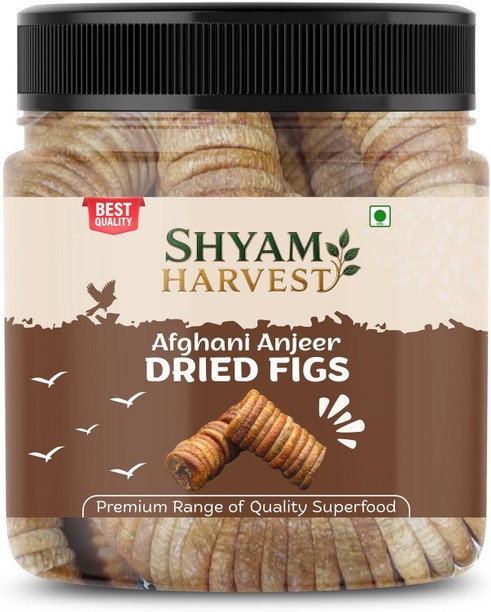 BEST
QUALITY
SHYAM
HARVEST
Afghani Anjeer
DRIED FIGS
Premium Range of Quality Superfood